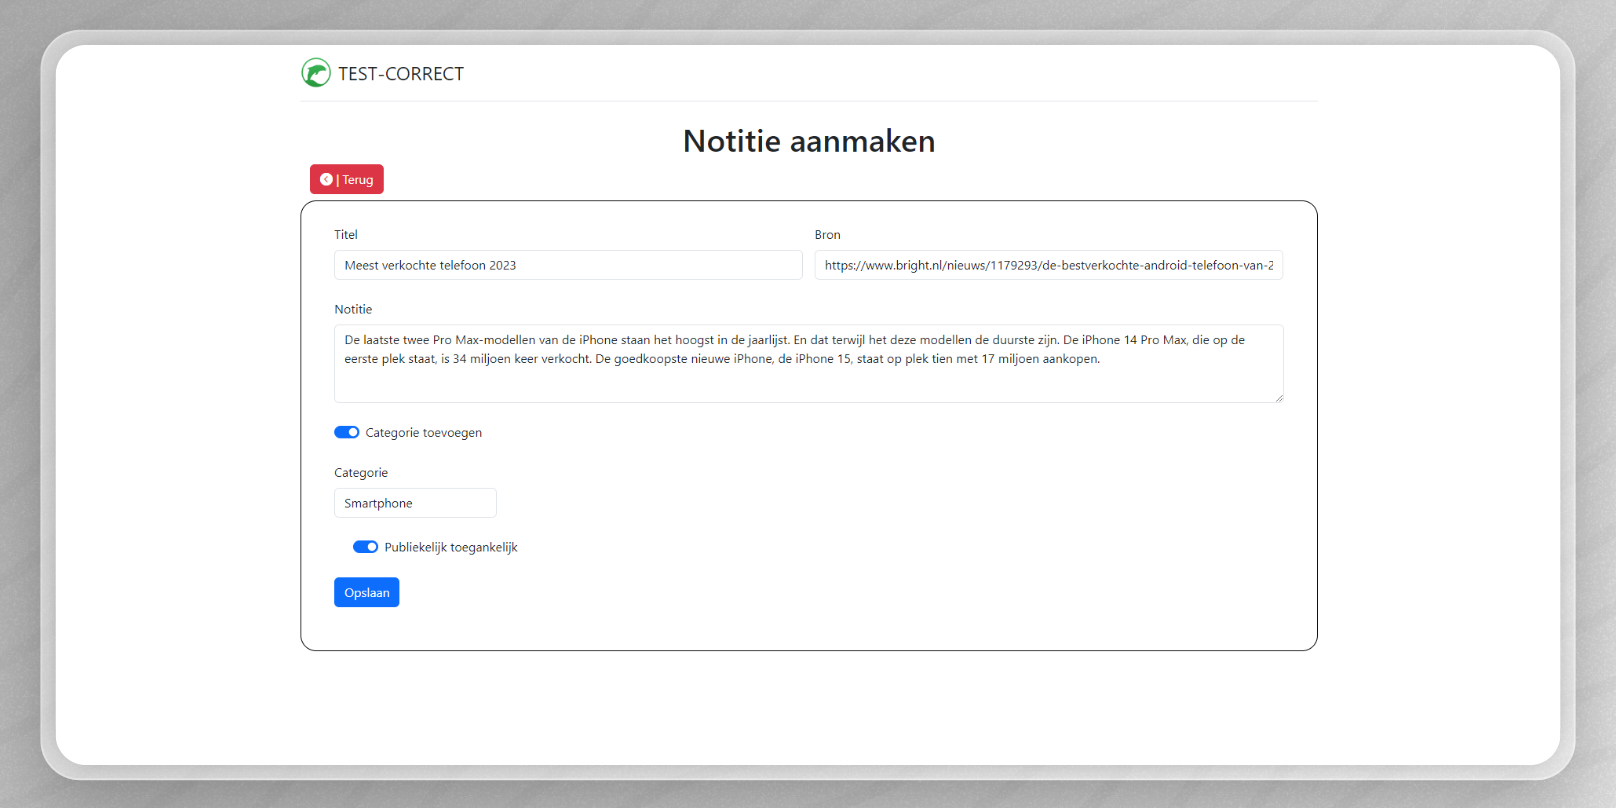 TEST-CORRECT
Notitie aanmaken
| Terug
Titel
Bron
Meest verkochte telefoon 2023
https://www.bright.nl/nieuws/1179293/de-bestverkochte-android-telefoon-van-2
Notitie
De laatste twee Pro Max-modellen van de iPhone staan het hoogst in de jaarlijst. En dat terwijl het deze modellen de duurste zijn. De iPhone 14 Pro Max, die op de
eerste plek staat, is 34 miljoen keer verkocht. De goedkoopste nieuwe iPhone, de iPhone 15, staat op plek tien met 17 miljoen aankopen.
Categorie toevoegen
Categorie
Smartphone
Publiekelijk toegankelijk
Opslaan